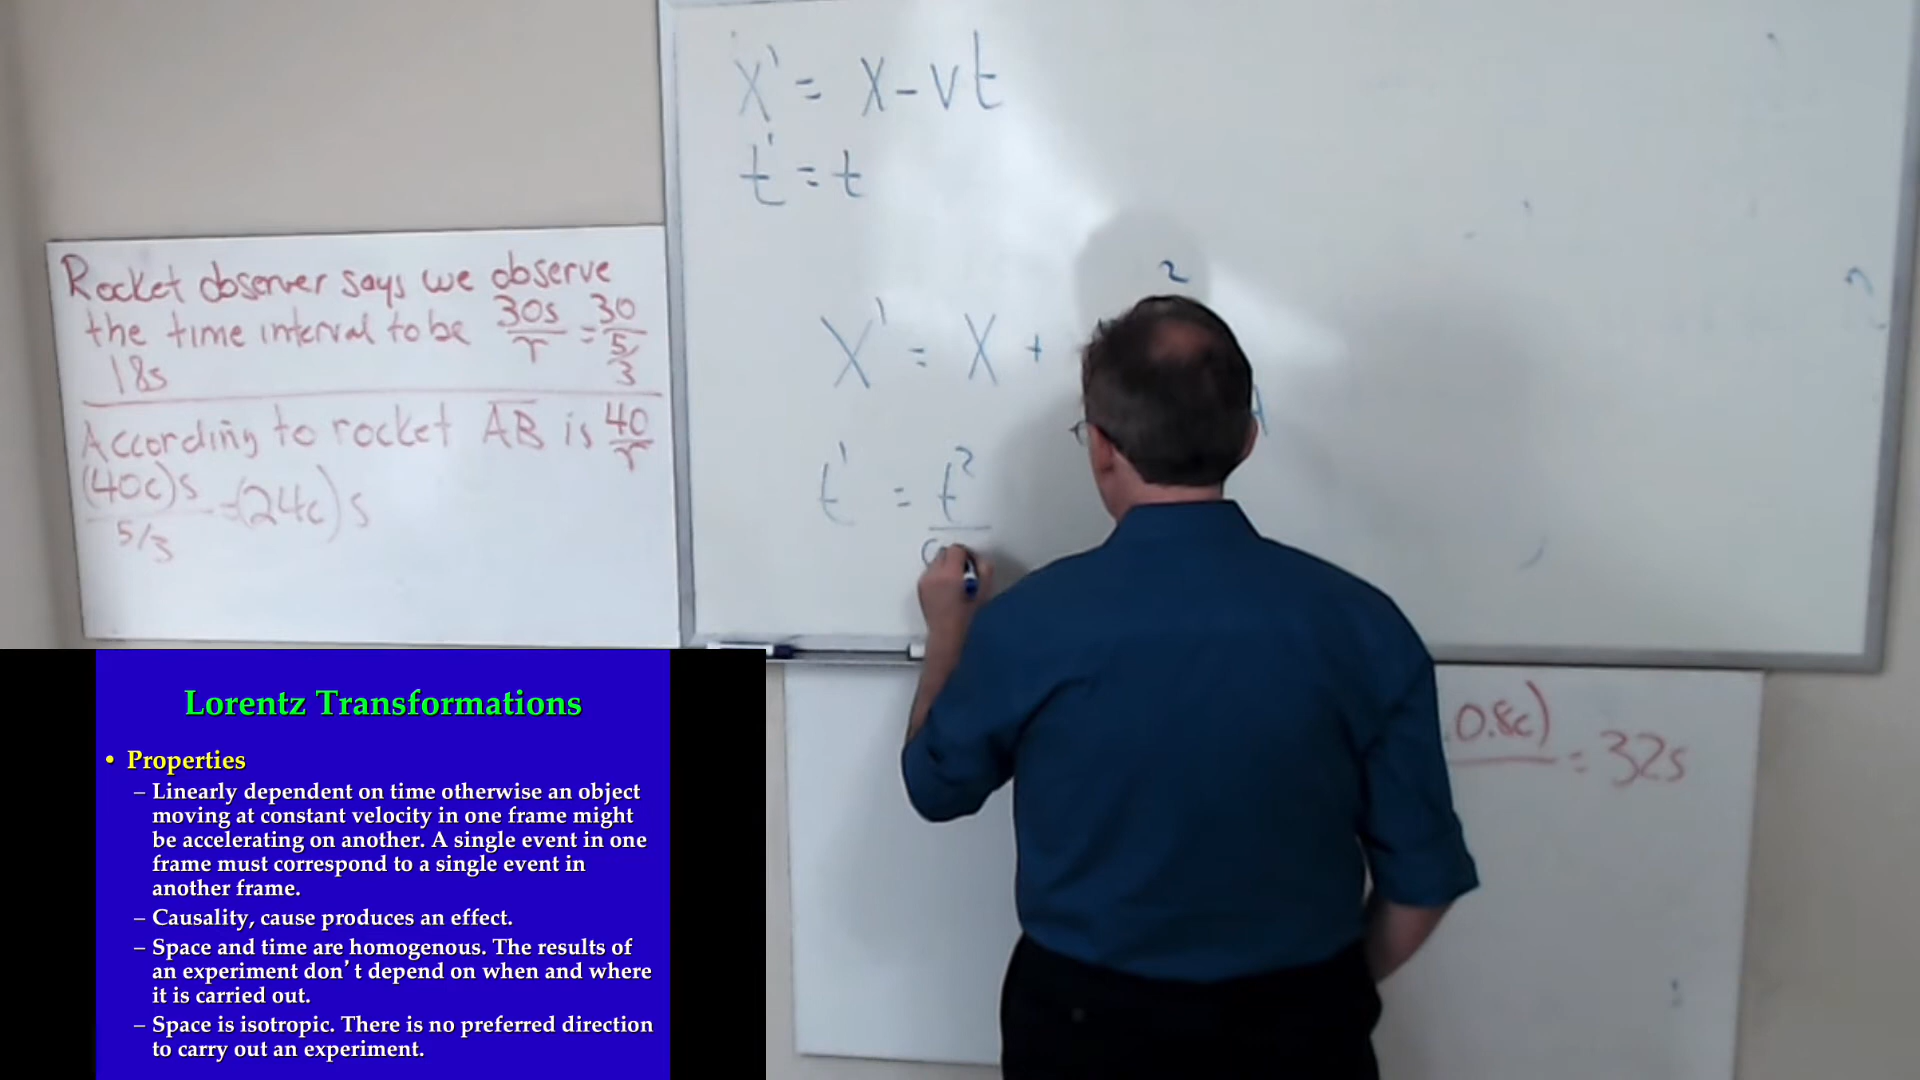 x' = x - vt
t' = t
2
x' = x +
t' = t²
Rocket observer says we observe
the time interval to be 30s/γ = 30/5/3
18s
According to rocket AB is 40/γ
(40c)s/5/3 = (24c)s
0.8c) = 32s
Lorentz Transformations
• Properties
– Linearly dependent on time otherwise an object
moving at constant velocity in one frame might
be accelerating on another. A single event in one
frame must correspond to a single event in
another frame.
– Causality, cause produces an effect.
– Space and time are homogenous. The results of
an experiment don't depend on when and where
it is carried out.
– Space is isotropic. There is no preferred direction
to carry out an experiment.